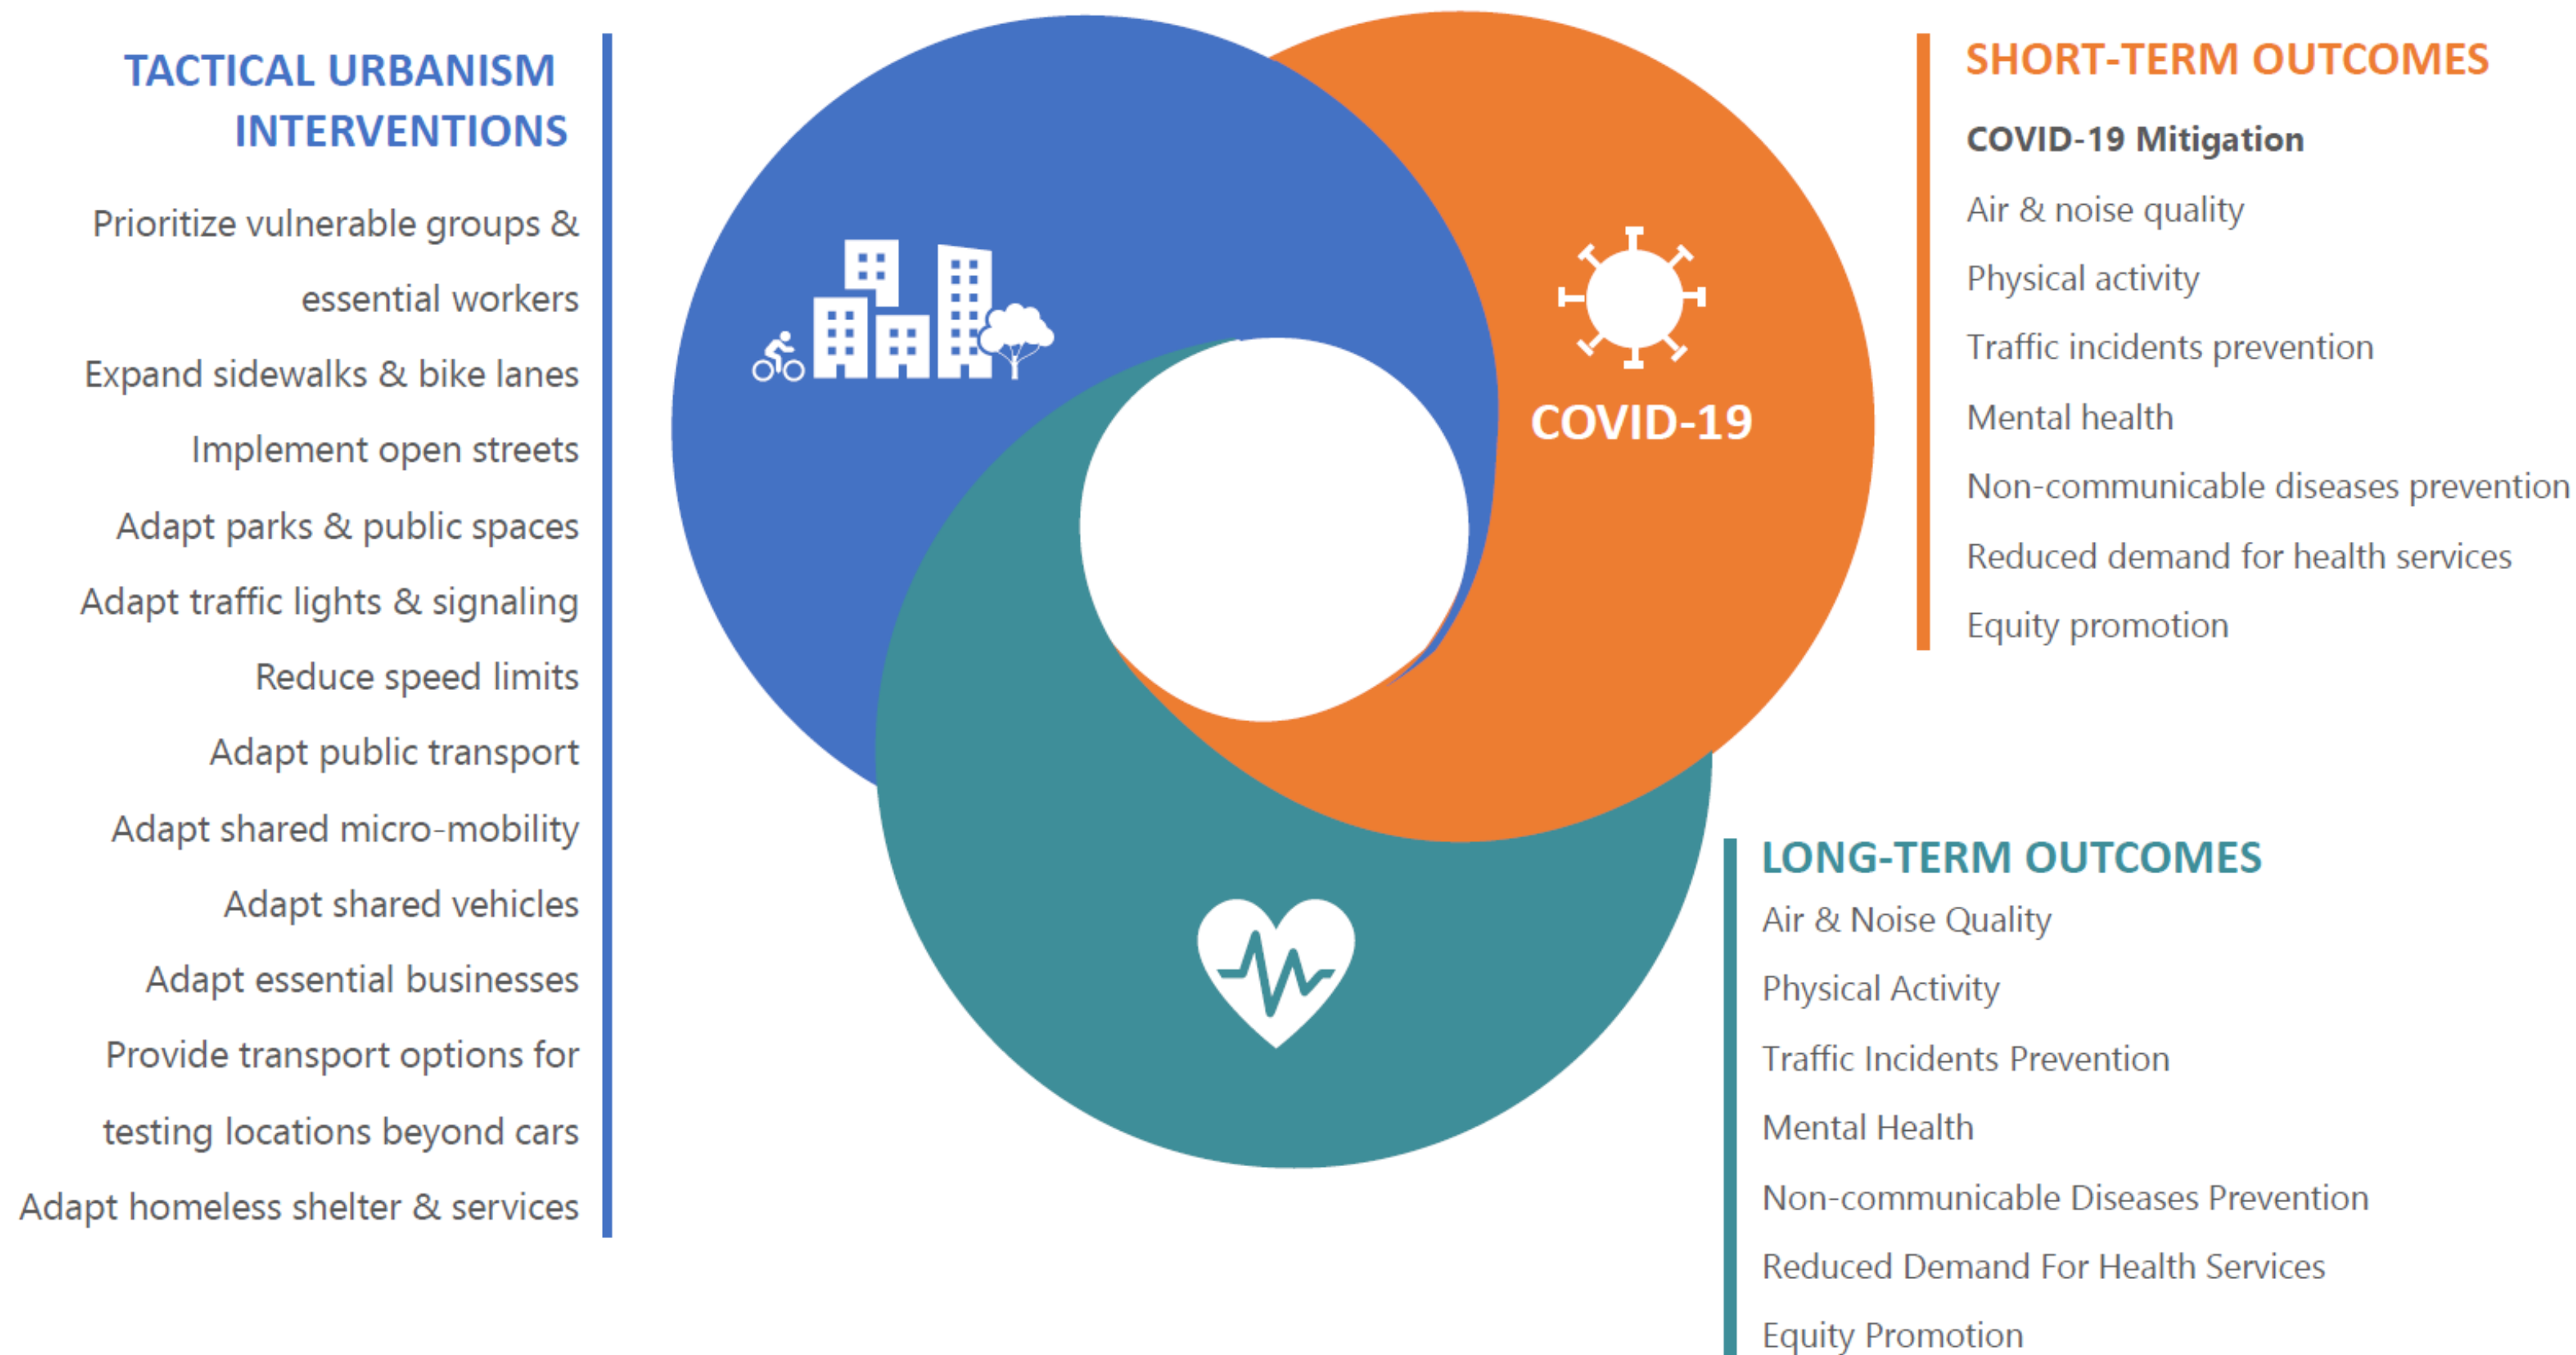 TACTICAL URBANISM
INTERVENTIONS
Prioritize vulnerable groups &
essential workers
Expand sidewalks & bike lanes
Implement open streets
Adapt parks & public spaces
Adapt traffic lights & signaling
Reduce speed limits
Adapt public transport
Adapt shared micro-mobility
Adapt shared vehicles
Adapt essential businesses
Provide transport options for
testing locations beyond cars
Adapt homeless shelter & services
COVID-19
SHORT-TERM OUTCOMES
COVID-19 Mitigation
Air & noise quality
Physical activity
Traffic incidents prevention
Mental health
Non-communicable diseases prevention
Reduced demand for health services
Equity promotion
LONG-TERM OUTCOMES
Air & Noise Quality
Physical Activity
Traffic Incidents Prevention
Mental Health
Non-communicable Diseases Prevention
Reduced Demand For Health Services
Equity Promotion